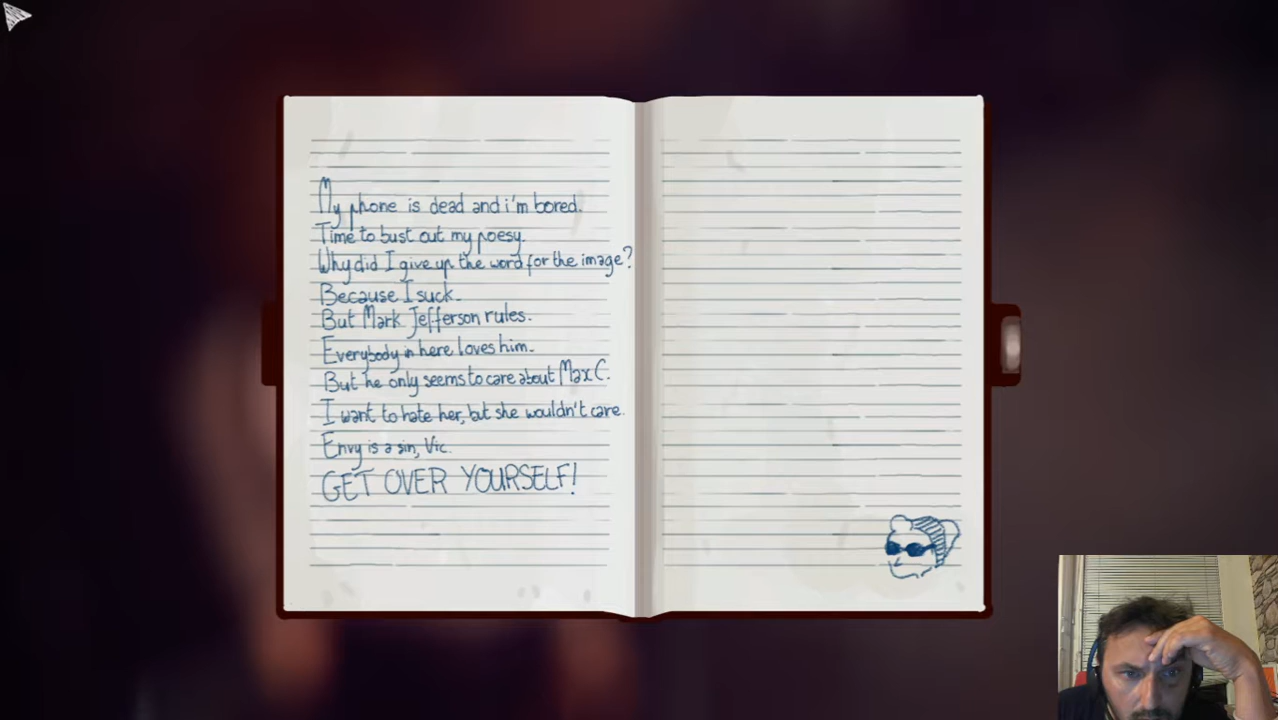 My phone is dead and i'm bored.
Time to bust out my poesy.
Why did I give up the word for the image?
Because I suck.
But Mark Jefferson rules.
Everybody in here loves him.
But he only seems to care about Max C.
I want to hate her, but she wouldn't care.
Envy is a sin, Vic.
GET OVER YOURSELF!